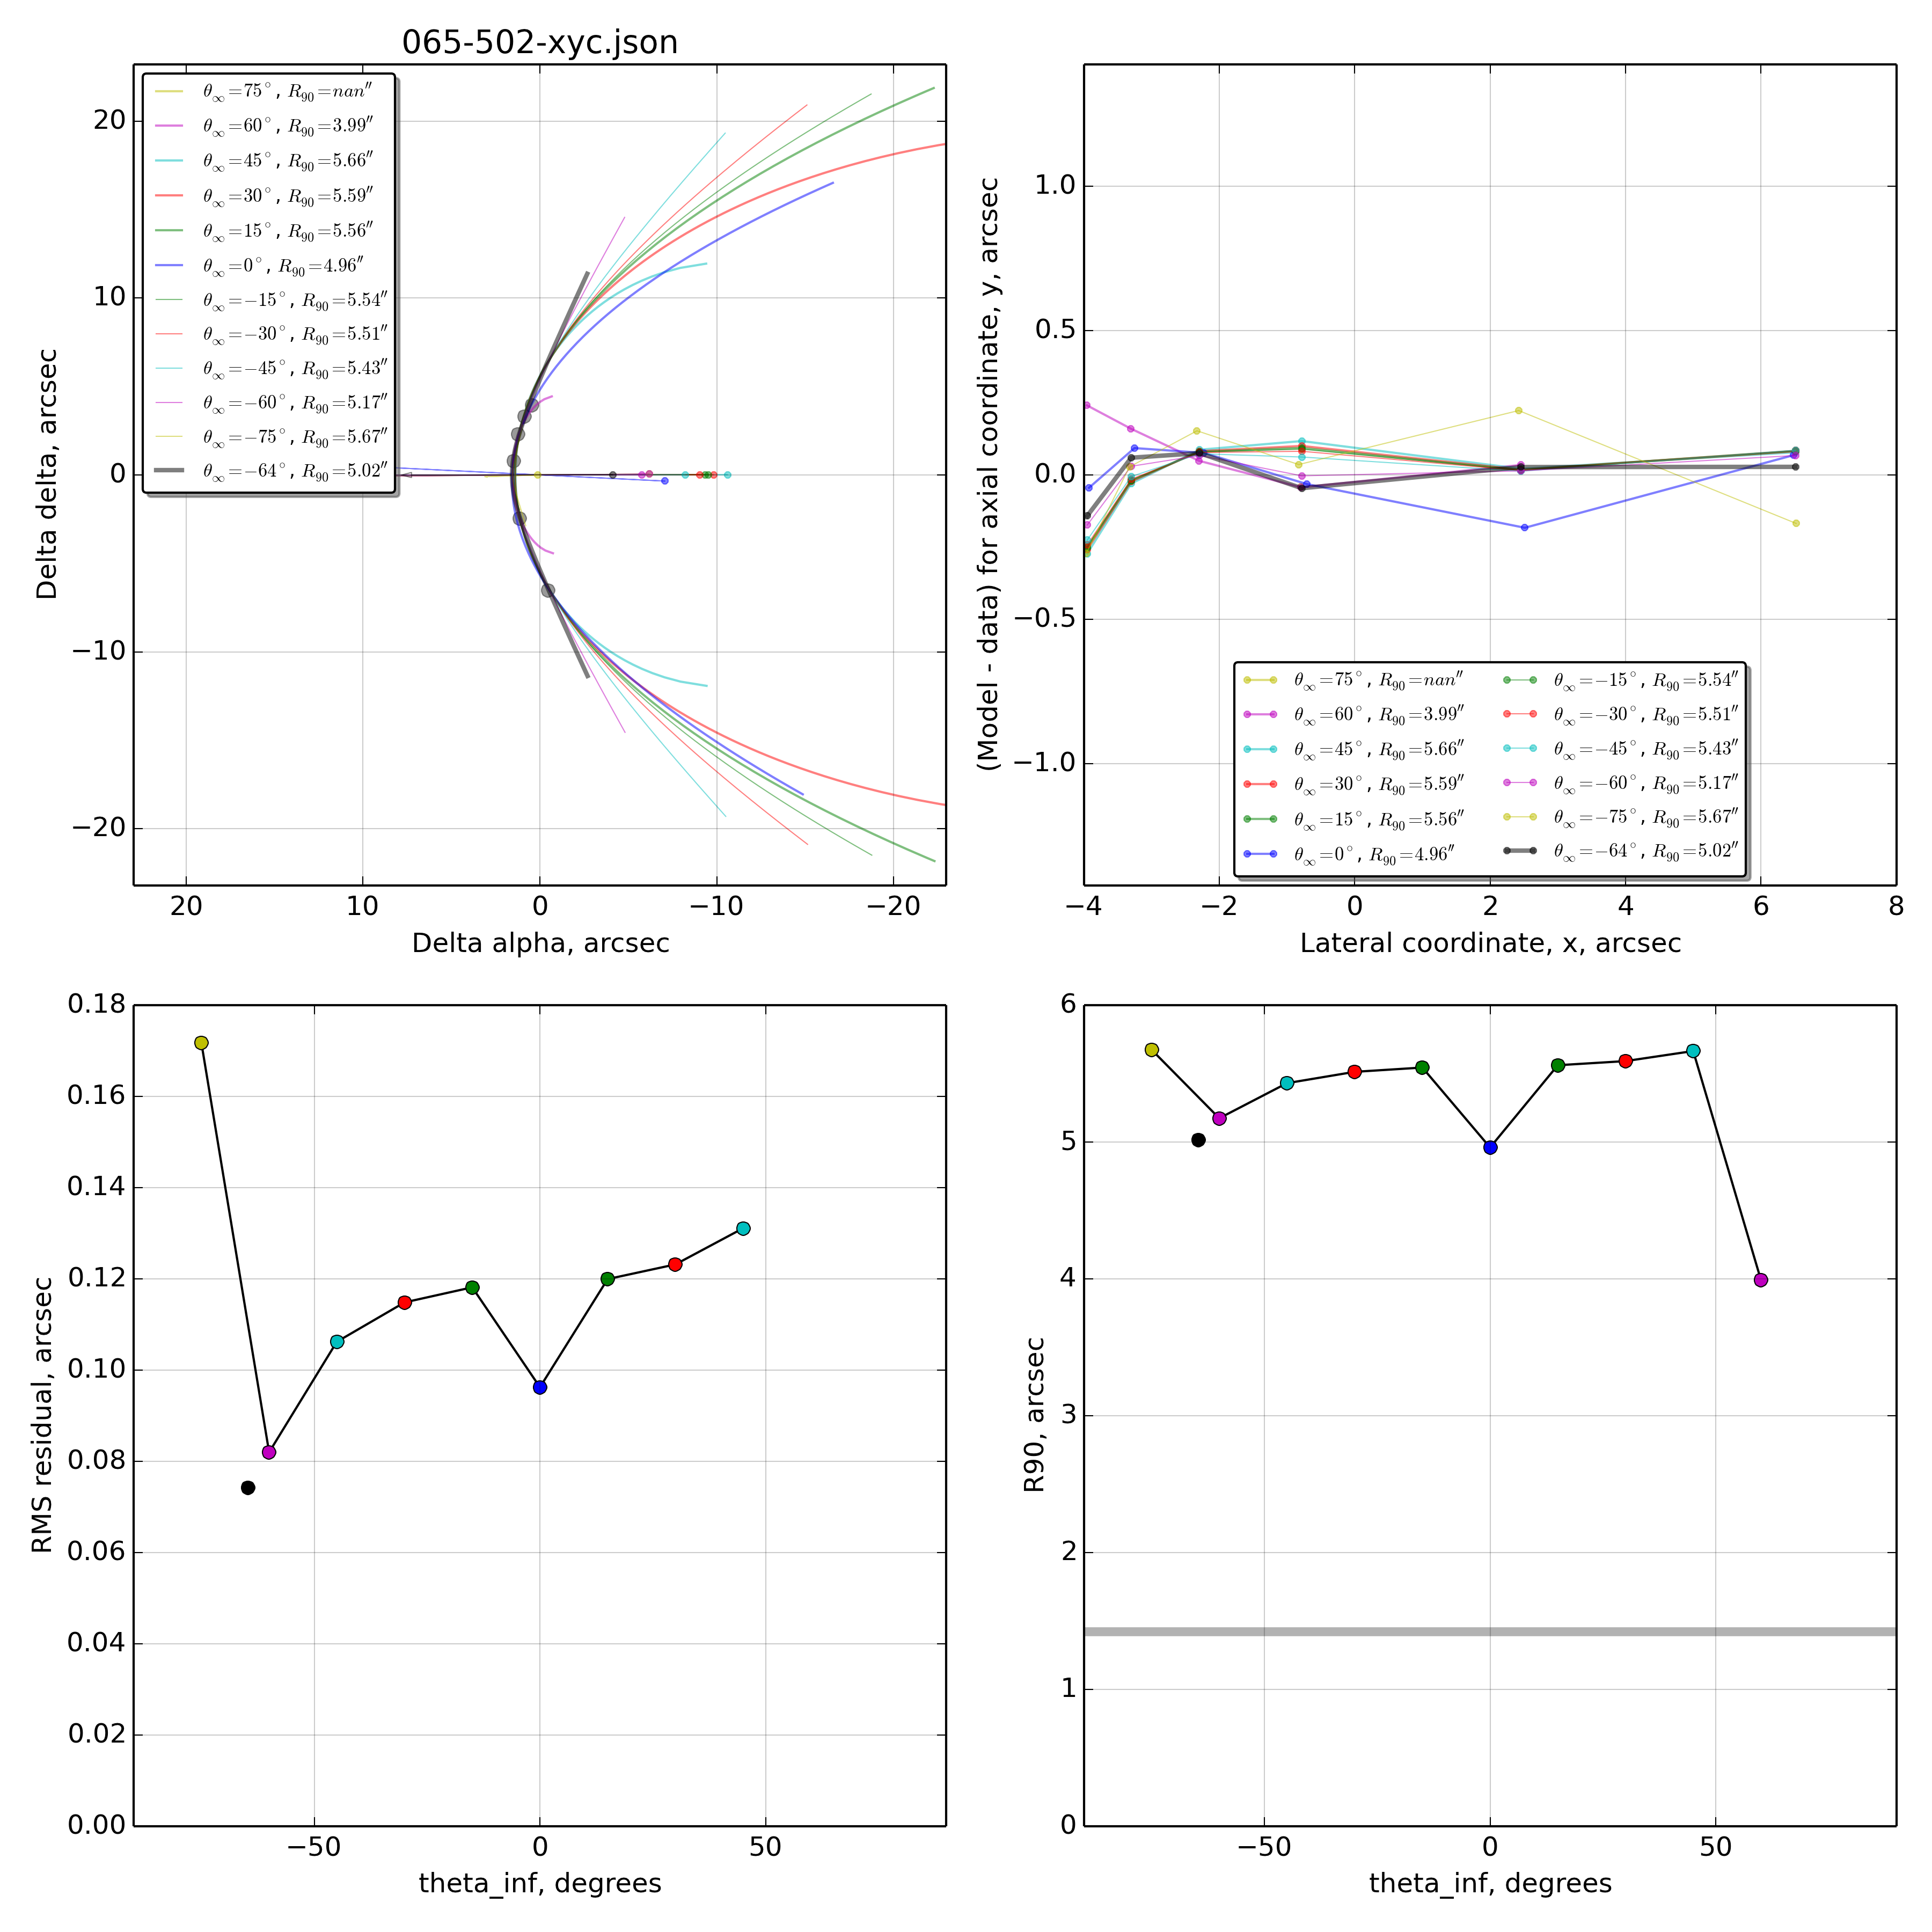 065-502-xyc.json
θ∞=75°, R90=nan″
θ∞=60°, R90=3.99″
θ∞=45°, R90=5.66″
θ∞=30°, R90=5.59″
θ∞=15°, R90=5.56″
θ∞=0°, R90=4.96″
θ∞=−15°, R90=5.54″
θ∞=−30°, R90=5.51″
θ∞=−45°, R90=5.43″
θ∞=−60°, R90=5.17″
θ∞=−75°, R90=5.67″
θ∞=−64°, R90=5.02″
20
10
0
−10
−20
Delta delta, arcsec
20 10 0 −10 −20
Delta alpha, arcsec
1.0
0.5
0.0
−0.5
−1.0
(Model - data) for axial coordinate, y, arcsec
θ∞=75°, R90=nan″
θ∞=60°, R90=3.99″
θ∞=45°, R90=5.66″
θ∞=30°, R90=5.59″
θ∞=15°, R90=5.56″
θ∞=0°, R90=4.96″
θ∞=−15°, R90=5.54″
θ∞=−30°, R90=5.51″
θ∞=−45°, R90=5.43″
θ∞=−60°, R90=5.17″
θ∞=−75°, R90=5.67″
θ∞=−64°, R90=5.02″
−4 −2 0 2 4 6 8
Lateral coordinate, x, arcsec
0.18
0.16
0.14
0.12
0.10
0.08
0.06
0.04
0.02
0.00
RMS residual, arcsec
−50 0 50
theta_inf, degrees
6
5
4
3
2
1
0
R90, arcsec
−50 0 50
theta_inf, degrees